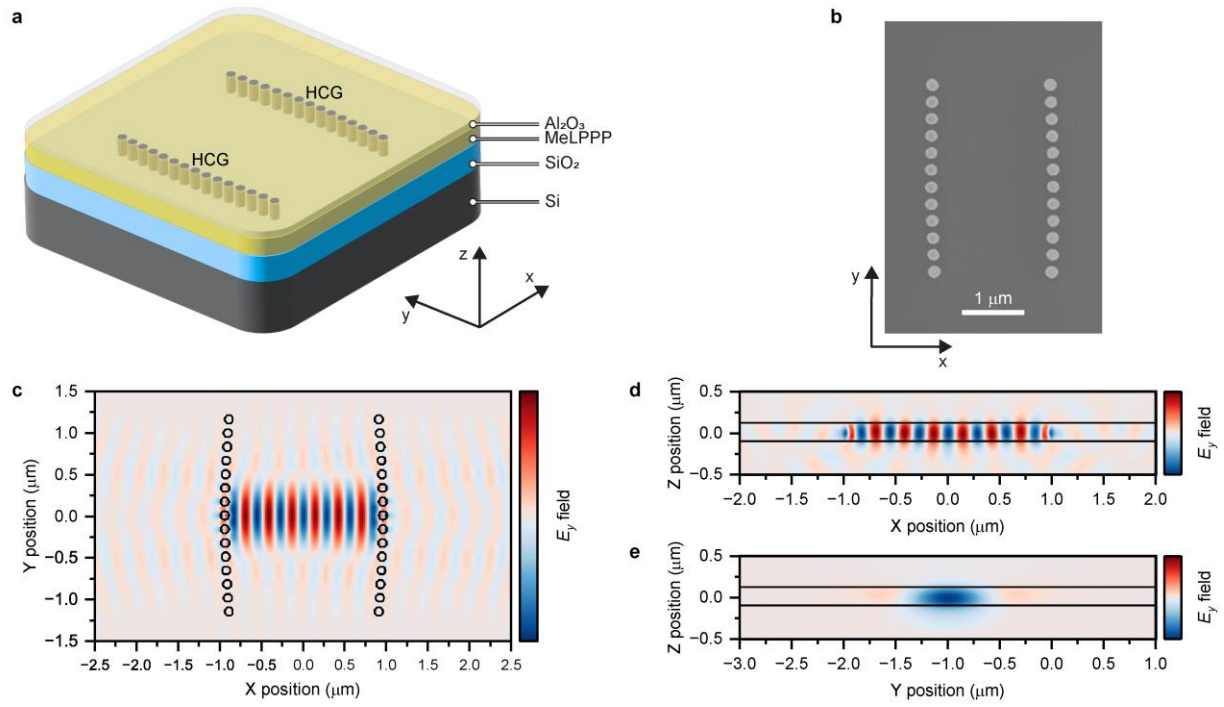 a
HCG
HCG
Al₂O₃
MeLPPP
SiO₂
Si
z
x
y
b
y
x
1 μm
c
1.5
1.0
0.5
0.0
−0.5
−1.0
−1.5
Y position (μm)
−2.5 −2.0 −1.5 −1.0 −0.5 0.0 0.5 1.0 1.5 2.0 2.5
X position (μm)
Ey field
d
0.5
0.0
−0.5
Z position (μm)
−2.0 −1.5 −1.0 −0.5 0.0 0.5 1.0 1.5 2.0
X position (μm)
Ey field
e
0.5
0.0
−0.5
Z position (μm)
−3.0 −2.5 −2.0 −1.5 −1.0 −0.5 0.0 0.5 1.0
Y position (μm)
Ey field